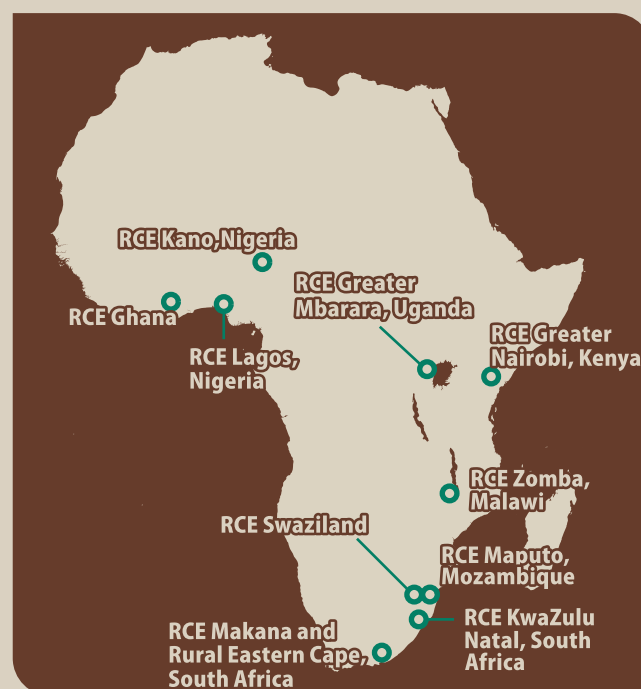 RCE Kano,Nigeria
RCE Greater
Mbarara, Uganda
RCE Ghana
RCE Greater
Nairobi, Kenya
RCE Lagos,
Nigeria
RCE Zomba,
Malawi
RCE Swaziland
RCE Maputo,
Mozambique
RCE KwaZulu
Natal, South
Africa
RCE Makana and
Rural Eastern Cape,
South Africa